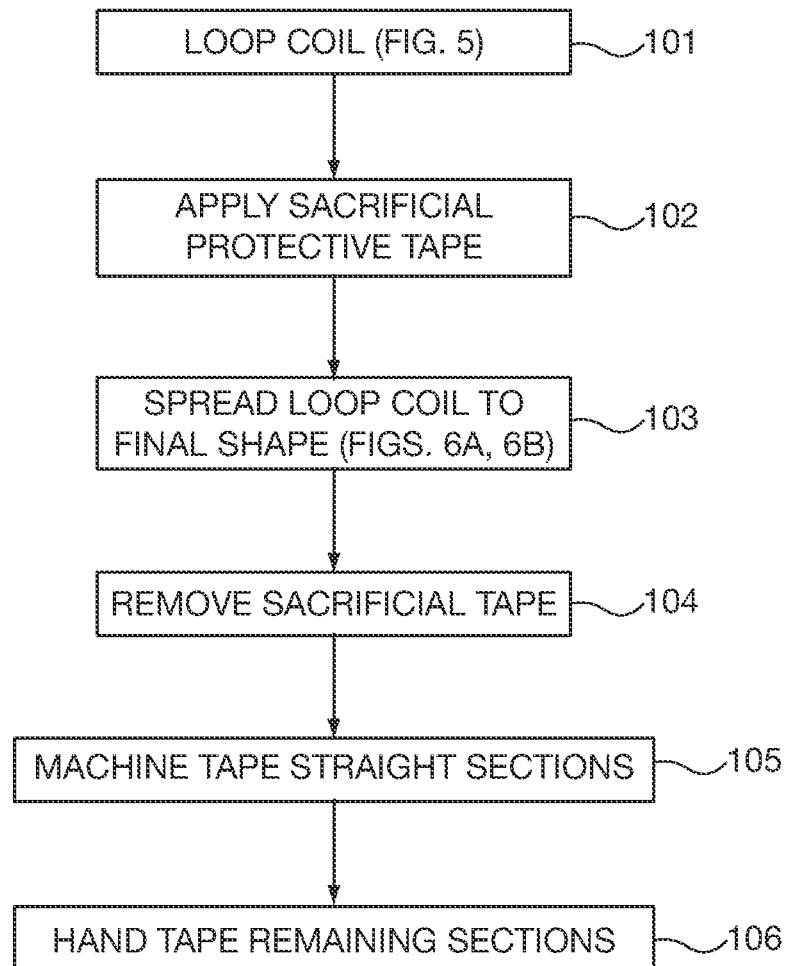 LOOP COIL (FIG. 5)
101
APPLY SACRIFICIAL
PROTECTIVE TAPE
102
SPREAD LOOP COIL TO
FINAL SHAPE (FIGS. 6A, 6B)
103
REMOVE SACRIFICIAL TAPE
104
MACHINE TAPE STRAIGHT SECTIONS
105
HAND TAPE REMAINING SECTIONS
106